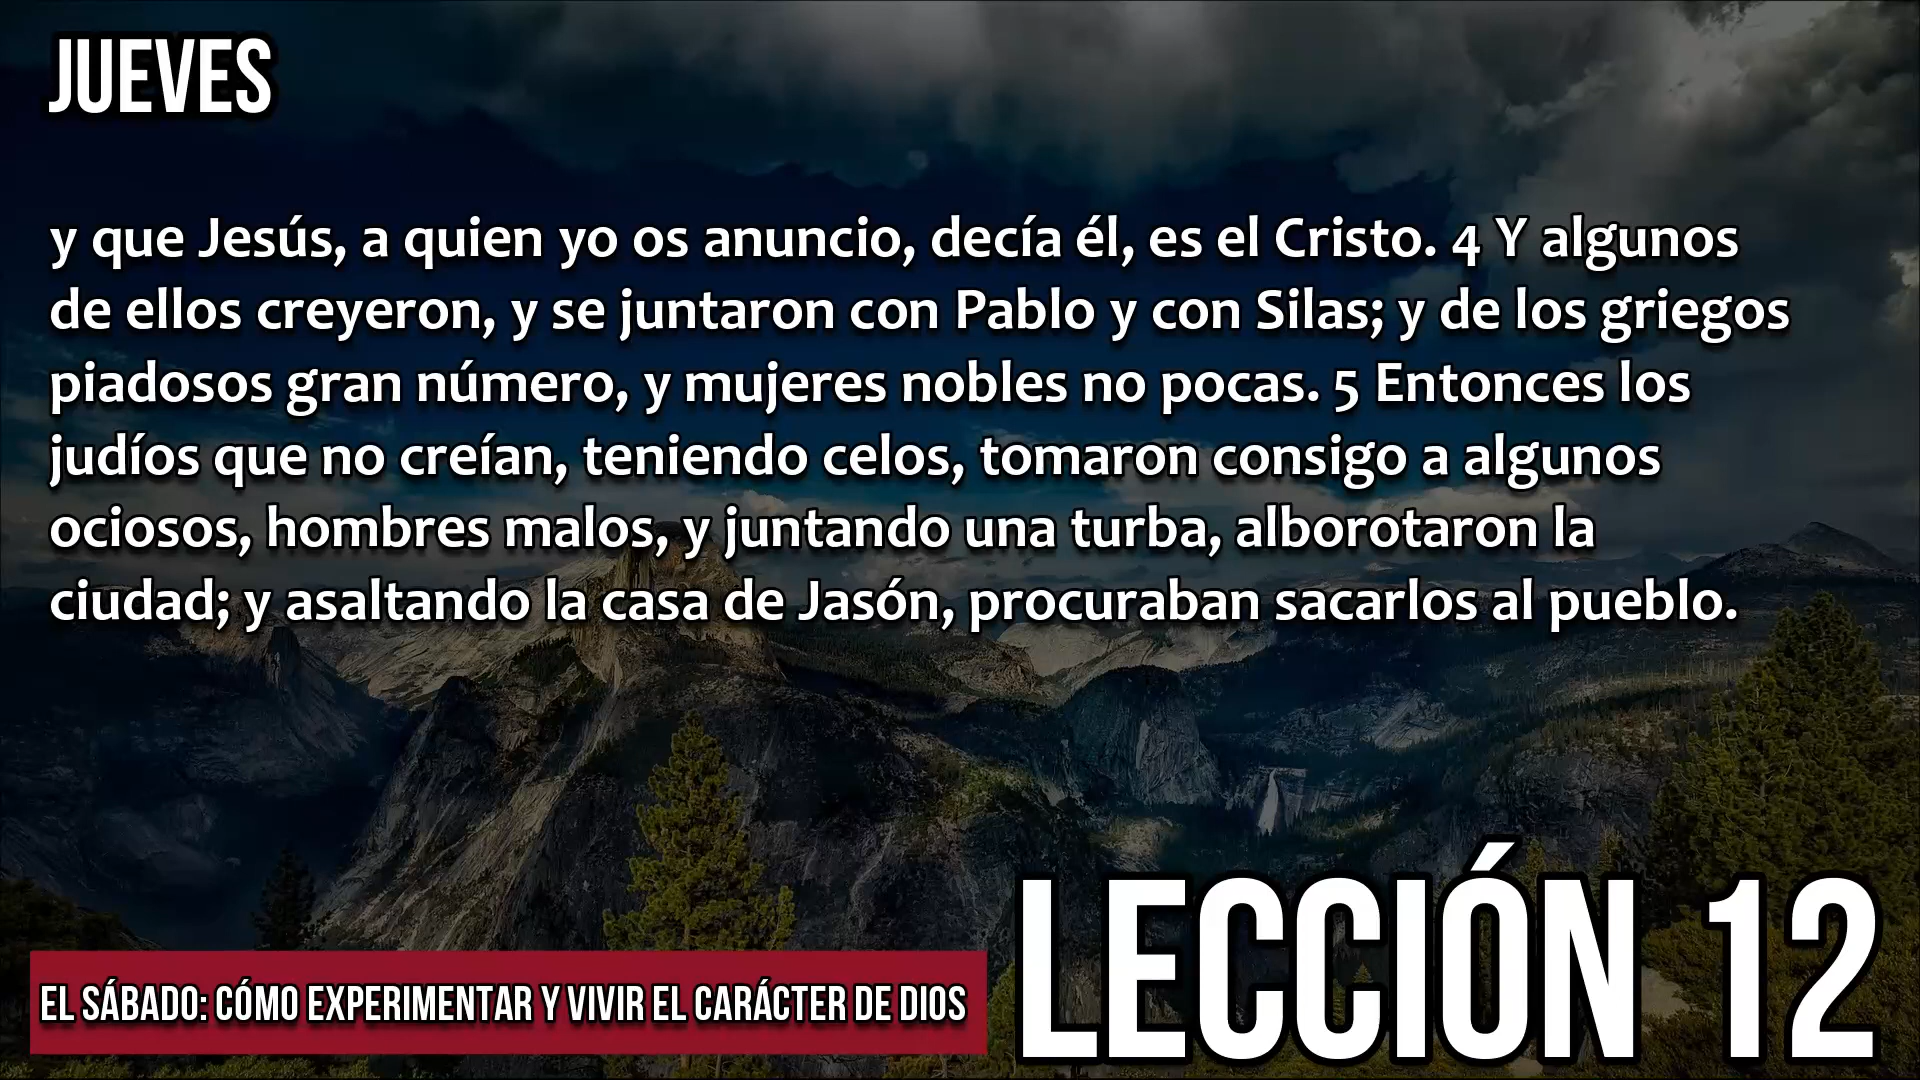 JUEVES
y que Jesús, a quien yo os anuncio, decía él, es el Cristo. 4 Y algunos
de ellos creyeron, y se juntaron con Pablo y con Silas; y de los griegos
piadosos gran número, y mujeres nobles no pocas. 5 Entonces los
judíos que no creían, teniendo celos, tomaron consigo a algunos
ociosos, hombres malos, y juntando una turba, alborotaron la
ciudad; y asaltando la casa de Jasón, procuraban sacarlos al pueblo.
EL SÁBADO: CÓMO EXPERIMENTAR Y VIVIR EL CARÁCTER DE DIOS
LECCIÓN 12